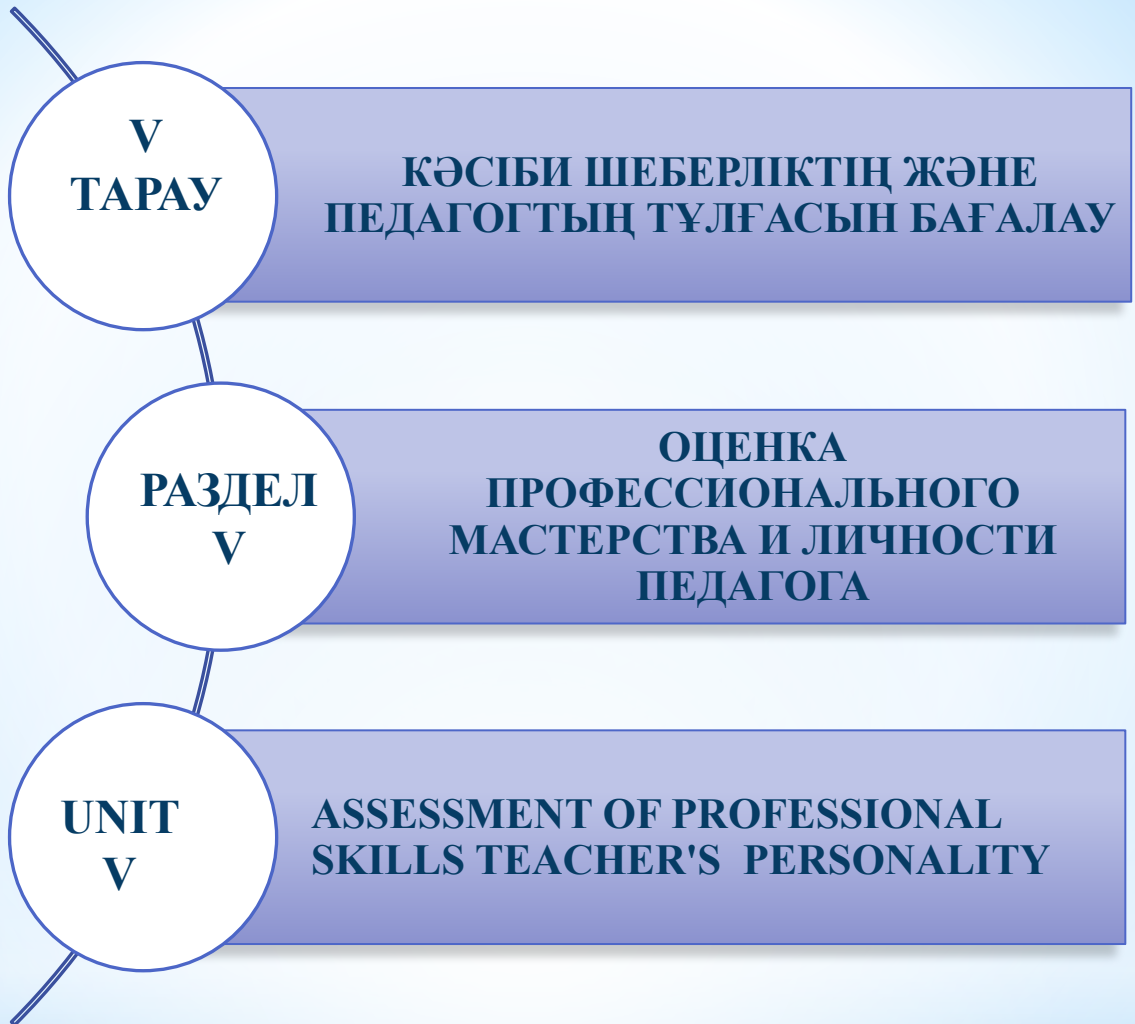 V
ТАРАУ
КӘСІБИ ШЕБЕРЛІКТІҢ ЖӘНЕ
ПЕДАГОГТЫҢ ТҰЛҒАСЫН БАҒАЛАУ
РАЗДЕЛ
V
ОЦЕНКА
ПРОФЕССИОНАЛЬНОГО
МАСТЕРСТВА И ЛИЧНОСТИ
ПЕДАГОГА
UNIT
V
ASSESSMENT OF PROFESSIONAL
SKILLS TEACHER'S PERSONALITY